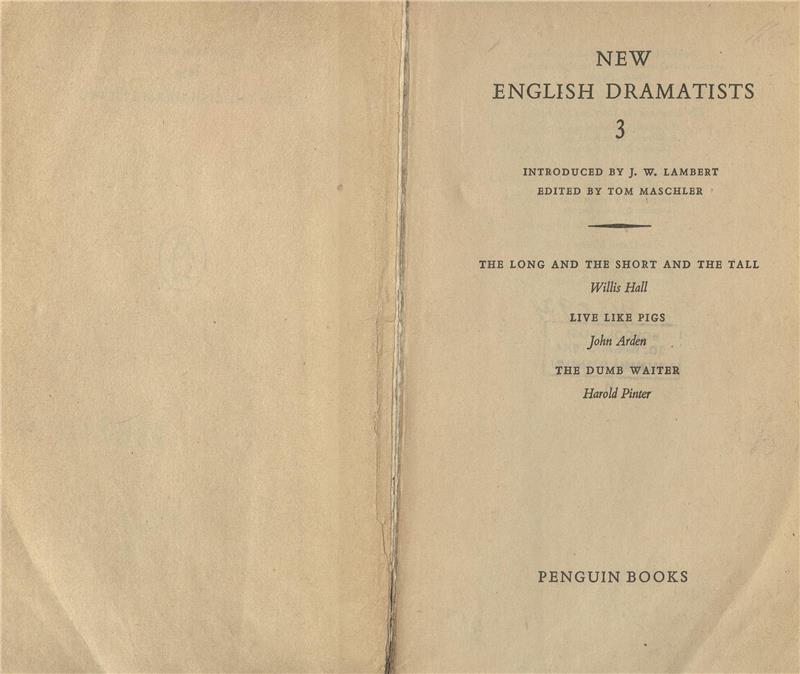 NEW
ENGLISH DRAMATISTS
3
INTRODUCED BY J. W. LAMBERT
EDITED BY TOM MASCHLER
THE LONG AND THE SHORT AND THE TALL
Willis Hall
LIVE LIKE PIGS
John Arden
THE DUMB WAITER
Harold Pinter
PENGUIN BOOKS